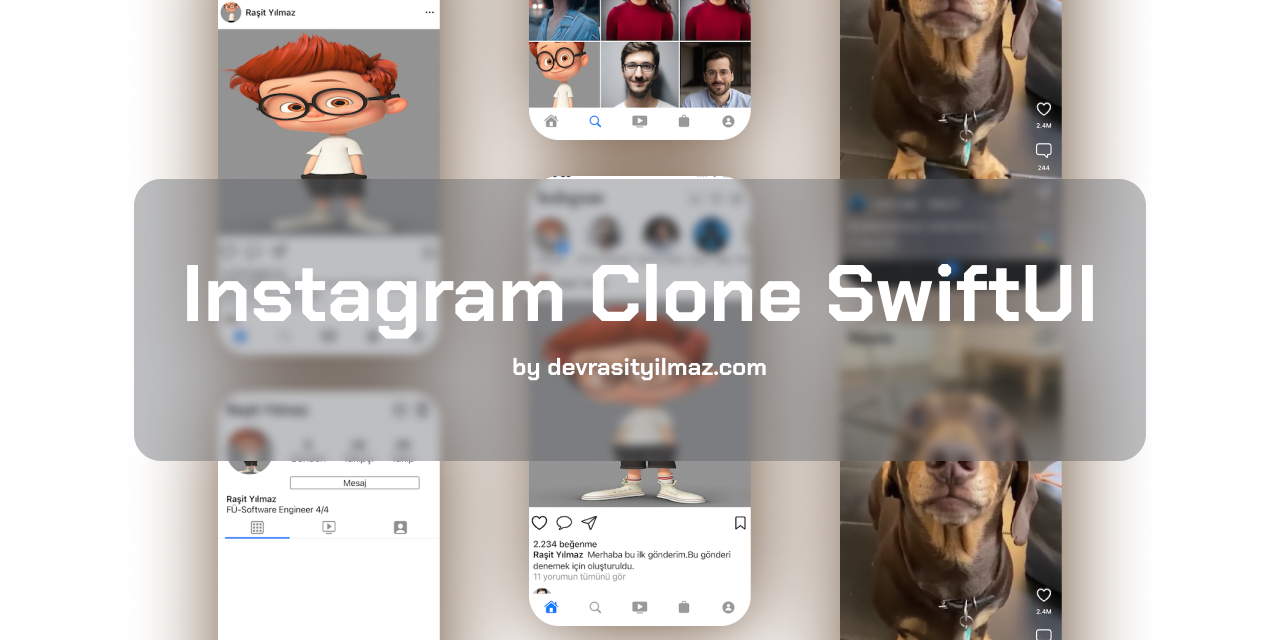 Raşit Yılmaz
2.4M
244
Instagram Clone SwiftUI
by devrasityilmaz.com
Raşit Yılmaz
Mesaj
Raşit Yılmaz
FÜ-Software Engineer 4/4
2.234 beğenme
Raşit Yılmaz Merhaba bu ilk gönderim.Bu gönderi
denemek için oluşturuldu.
11 yorumun tümünü gör
2.4M